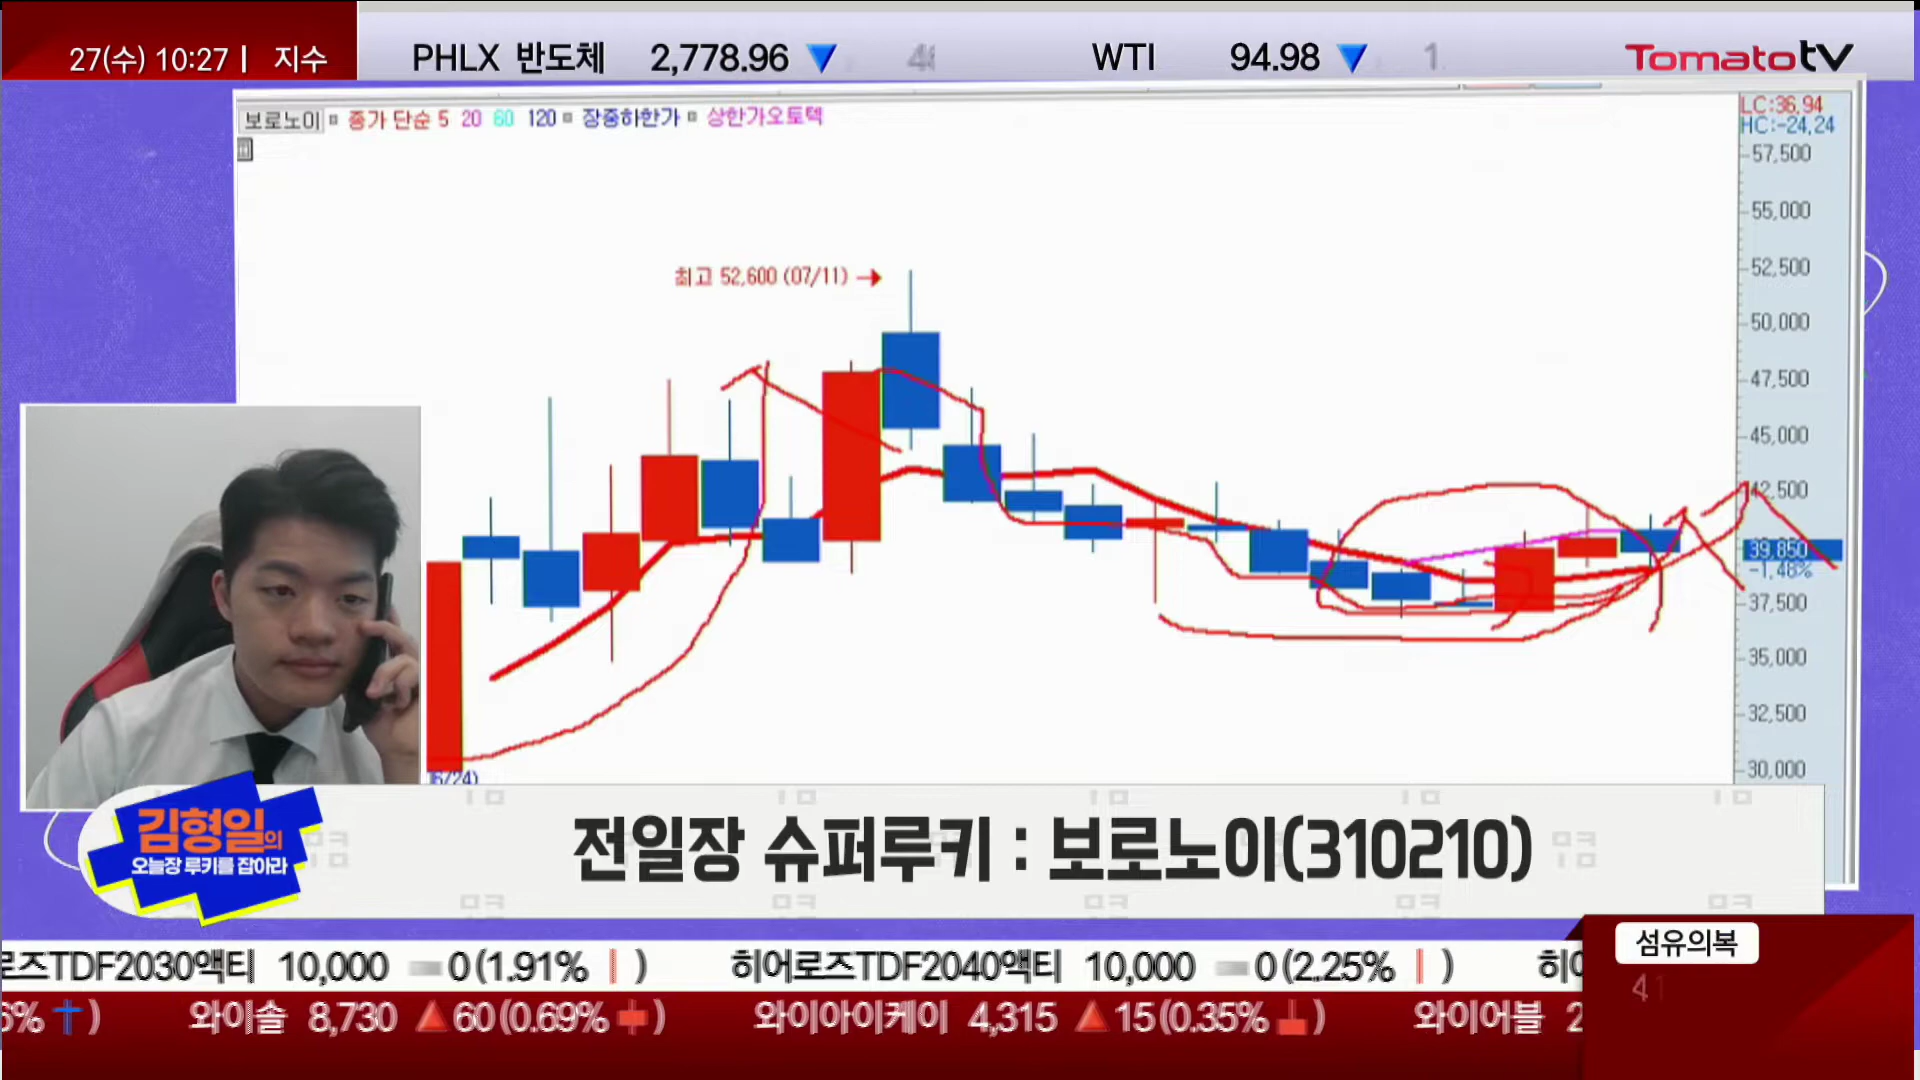 27(수) 10:27 | 지수
PHLX 반도체 2,778.96 ▼
WTI 94.98 ▼ 1
Tomatotv
보로노이 종가 단순 5 20 60 120 장중하한가 상한가오토텍
LC:36,94
HC:-24,24
57,500
55,000
최고 52,600 (07/11) →
52,500
50,000
47,500
45,000
42,500
39,850
-1,48%
37,500
35,000
32,500
30,000
김형일의
오늘장 루키를 잡아라
전일장 슈퍼루키 : 보로노이(310210)
로즈TDF2030액티 10,000 0(1.91% ) 히어로즈TDF2040액티 10,000 0(2.25% ) 히어
섬유의복
6% ) 와이솔 8,730 ▲60(0.69% ) 와이아이케이 4,315 ▲15(0.35% ) 와이어블 2